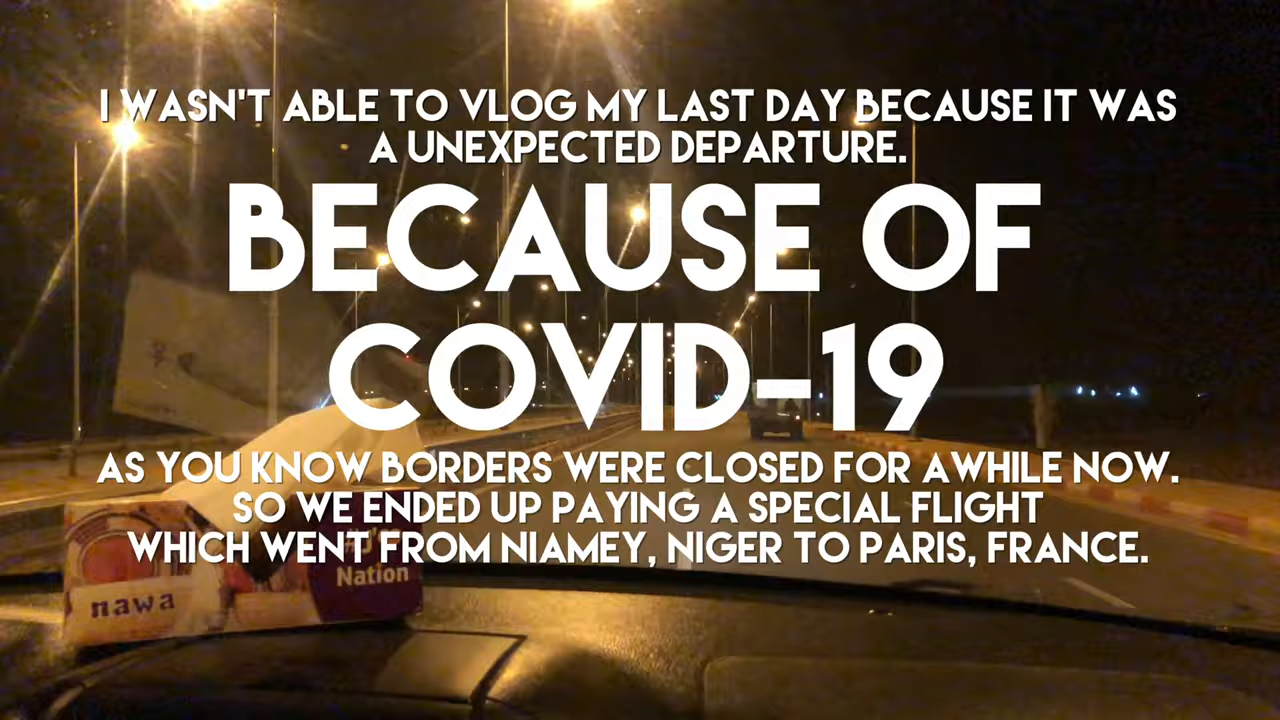 I WASN'T ABLE TO VLOG MY LAST DAY BECAUSE IT WAS
A UNEXPECTED DEPARTURE.
BECAUSE OF
COVID-19
AS YOU KNOW BORDERS WERE CLOSED FOR AWHILE NOW.
SO WE ENDED UP PAYING A SPECIAL FLIGHT
WHICH WENT FROM NIAMEY, NIGER TO PARIS, FRANCE.
Nation
nawa